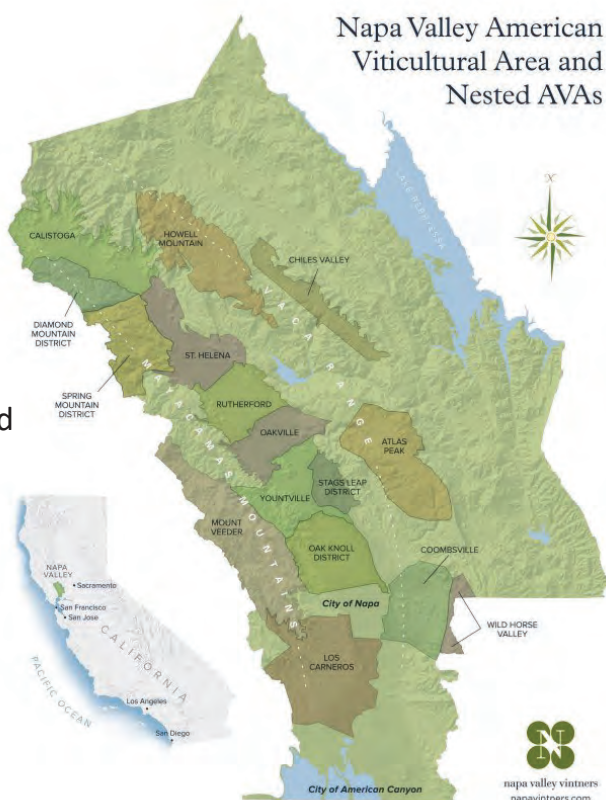 Napa Valley American
Viticultural Area and
Nested AVAs
N
LAKE BERRYESSA
CALISTOGA
HOWELL
MOUNTAIN
CHILES VALLEY
DIAMOND
MOUNTAIN
DISTRICT
VACA RANGE
ST. HELENA
SPRING
MOUNTAIN
DISTRICT
RUTHERFORD
OAKVILLE
ATLAS
PEAK
MAYACAMAS MOUNTAINS
STAGS LEAP
DISTRICT
YOUNTVILLE
MOUNT
VEEDER
OAK KNOLL
DISTRICT
COOMBSVILLE
City of Napa
WILD HORSE
VALLEY
LOS
CARNEROS
City of American Canyon
NAPA
VALLEY
Sacramento
San Francisco
San Jose
CALIFORNIA
PACIFIC OCEAN
Los Angeles
San Diego
N
napa valley vintners
napavintners.com